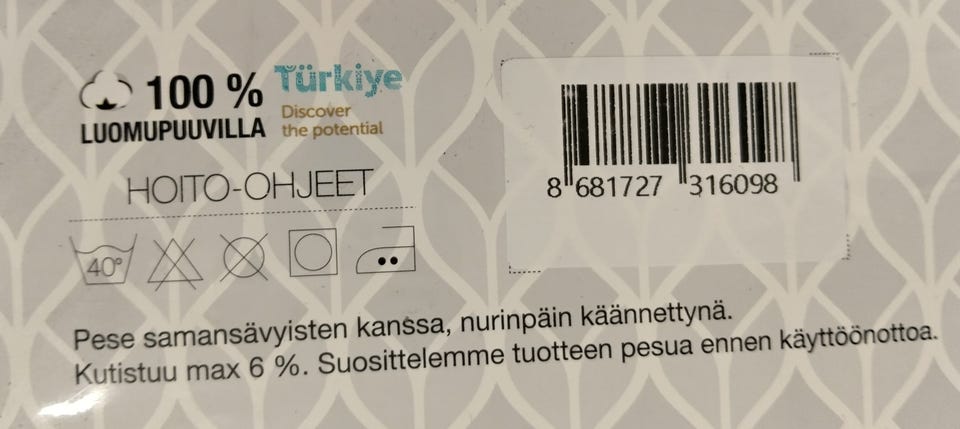 100 %
LUOMUPUUVILLA
Türkiye
Discover
the potential
8 681727 316098
HOITO-OHJEET
40°
Pese samansävyisten kanssa, nurinpäin käännettynä.
Kutistuu max 6 %. Suosittelemme tuotteen pesua ennen käyttöönottoa.